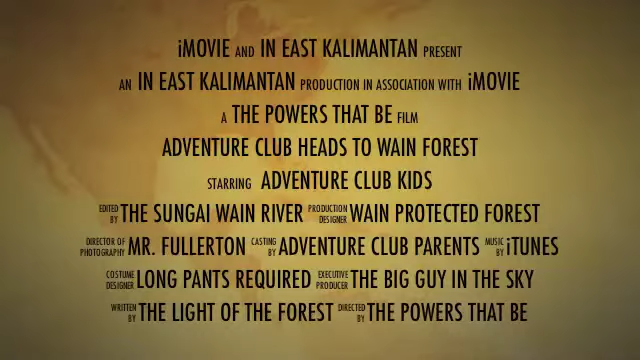 iMOVIE AND IN EAST KALIMANTAN PRESENT
AN IN EAST KALIMANTAN PRODUCTION IN ASSOCIATION WITH iMOVIE
A THE POWERS THAT BE FILM
ADVENTURE CLUB HEADS TO WAIN FOREST
STARRING ADVENTURE CLUB KIDS
EDITED BY THE SUNGAI WAIN RIVER PRODUCTION DESIGNER WAIN PROTECTED FOREST
DIRECTOR OF PHOTOGRAPHY MR. FULLERTON CASTING BY ADVENTURE CLUB PARENTS MUSIC BY iTUNES
COSTUME DESIGNER LONG PANTS REQUIRED EXECUTIVE PRODUCER THE BIG GUY IN THE SKY
WRITTEN BY THE LIGHT OF THE FOREST DIRECTED BY THE POWERS THAT BE